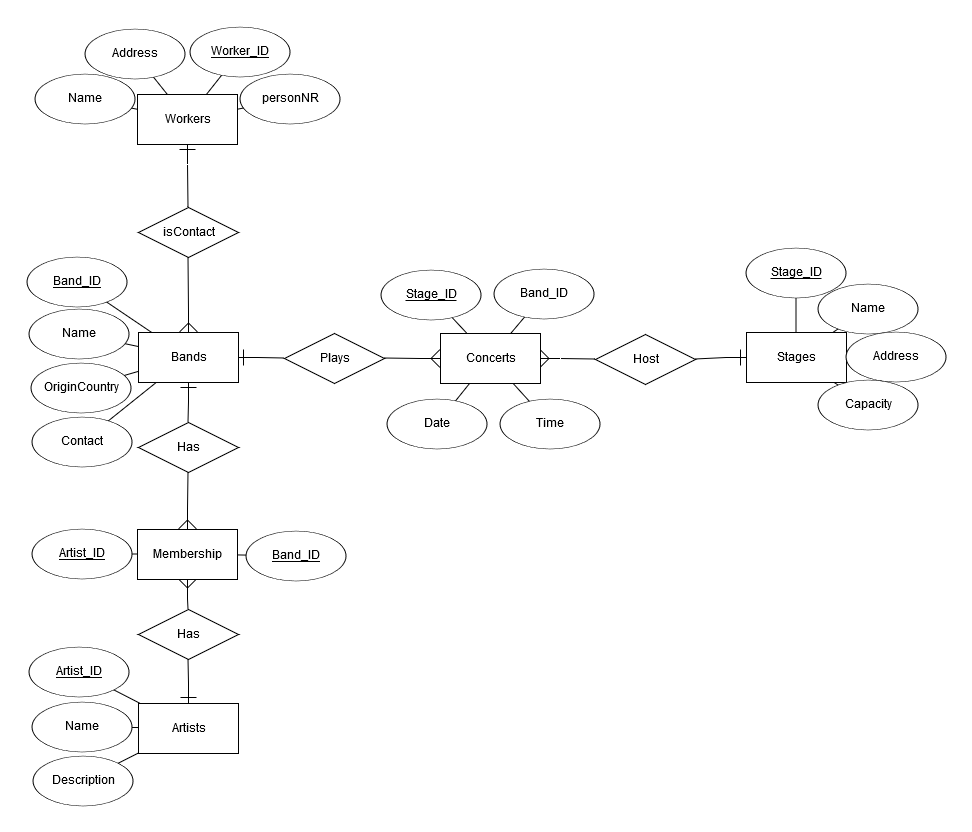 Address
Worker_ID
Name
personNR
Workers
isContact
Band_ID
Name
OriginCountry
Contact
Bands
Plays
Stage_ID
Band_ID
Concerts
Date
Time
Host
Stage_ID
Name
Stages
Address
Capacity
Has
Artist_ID
Membership
Band_ID
Has
Artist_ID
Name
Artists
Description